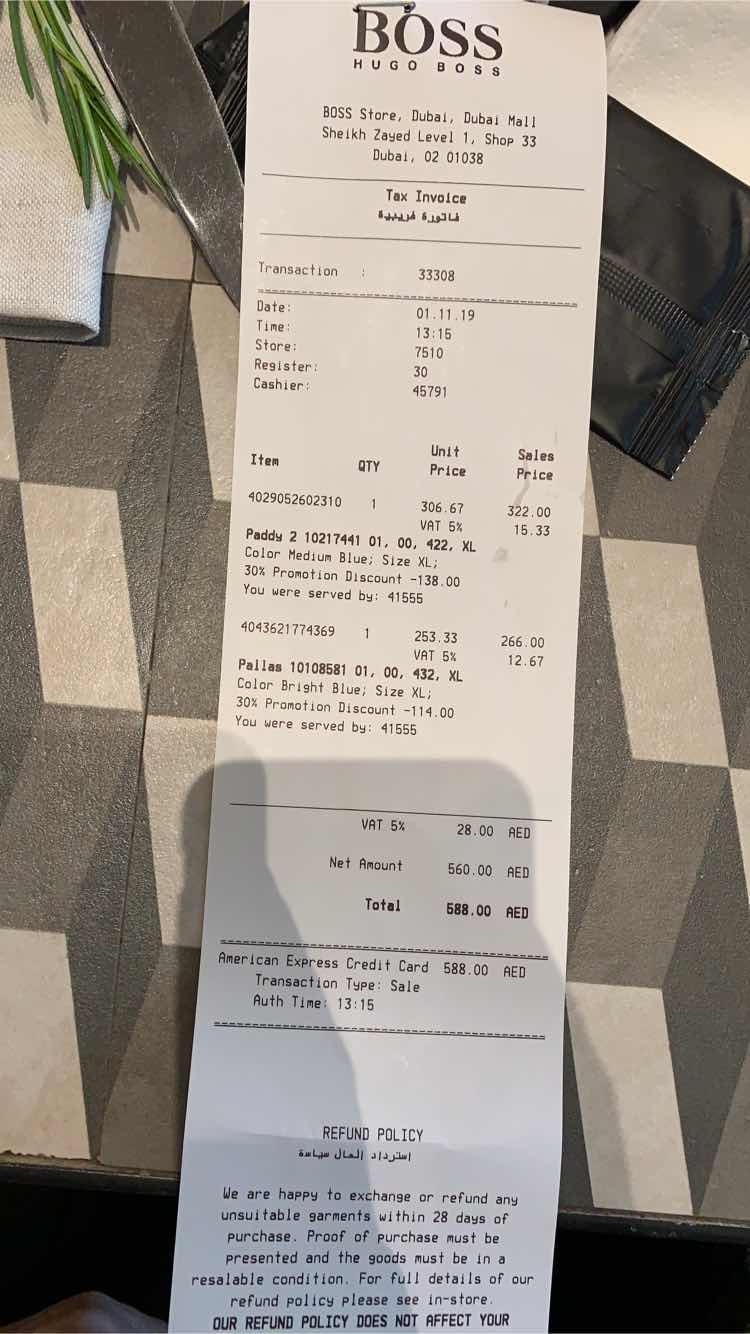 BOSS
HUGO BOSS
BOSS Store, Dubai, Dubai Mall
Sheikh Zayed Level 1, Shop 33
Dubai, 02 01038
Tax Invoice
فاتورة ضريبية
Transaction : 33308
Date: 01.11.19
Time: 13:15
Store: 7510
Register: 30
Cashier: 45791
Item QTY Unit Price Sales Price
4029052602310 1 306.67 322.00
VAT 5% 15.33
Paddy 2 10217441 01, 00, 422, XL
Color Medium Blue; Size XL;
30% Promotion Discount -138.00
You were served by: 41555
4043621774369 1 253.33 266.00
VAT 5% 12.67
Pallas 10108581 01, 00, 432, XL
Color Bright Blue; Size XL;
30% Promotion Discount -114.00
You were served by: 41555
VAT 5% 28.00 AED
Net Amount 560.00 AED
Total 588.00 AED
American Express Credit Card 588.00 AED
Transaction Type: Sale
Auth Time: 13:15
REFUND POLICY
إسترداد المال سياسة
We are happy to exchange or refund any
unsuitable garments within 28 days of
purchase. Proof of purchase must be
presented and the goods must be in a
resalable condition. For full details of our
refund policy please see in-store.
OUR REFUND POLICY DOES NOT AFFECT YOUR